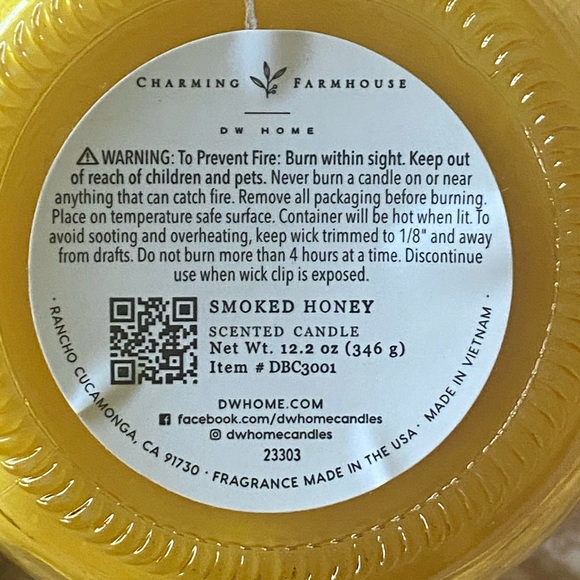 CHARMING FARMHOUSE
DW HOME
WARNING: To Prevent Fire: Burn within sight. Keep out
of reach of children and pets. Never burn a candle on or near
anything that can catch fire. Remove all packaging before burning.
Place on temperature safe surface. Container will be hot when lit. To
avoid sooting and overheating, keep wick trimmed to 1/8" and away
from drafts. Do not burn more than 4 hours at a time. Discontinue
use when wick clip is exposed.
SMOKED HONEY
SCENTED CANDLE
Net Wt. 12.2 oz (346 g)
Item # DBC3001
DWHOME.COM
facebook.com/dwhomecandles
dwhomecandles
23303
· RANCHO CUCAMONGA, CA 91730 · FRAGRANCE MADE IN THE USA · MADE IN VIETNAM ·